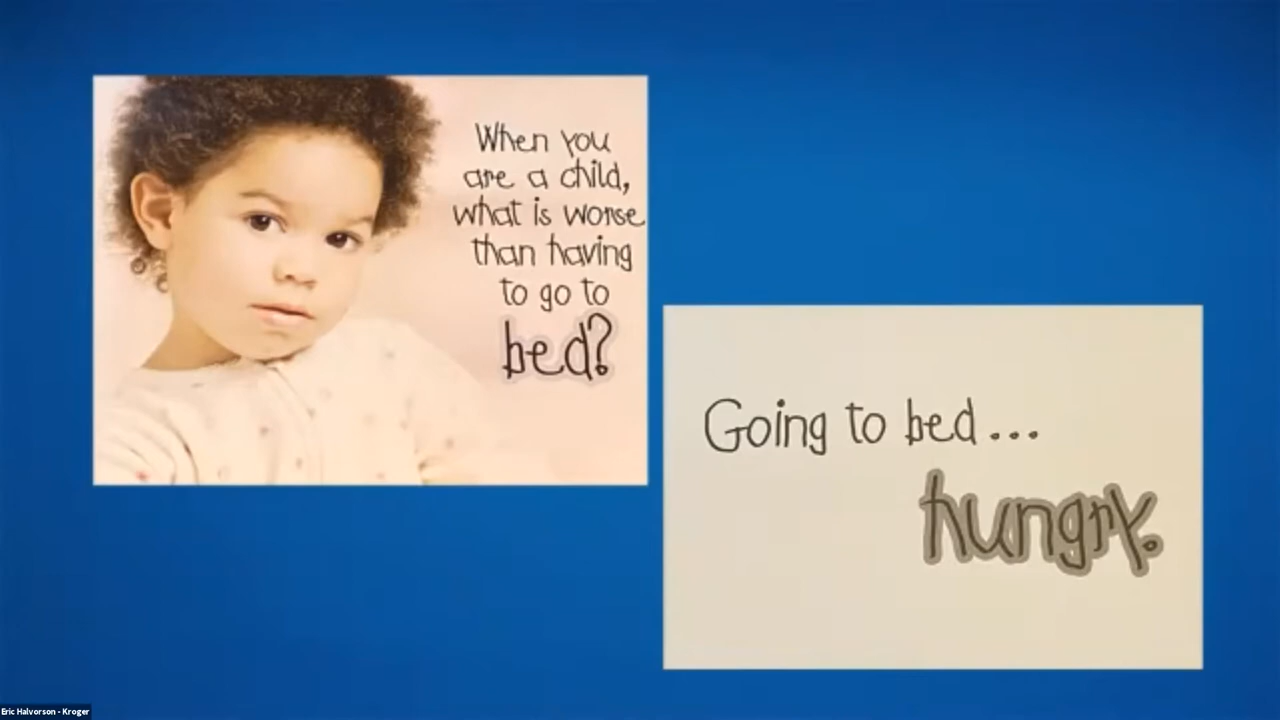 When you
are a child,
what is worse
than having
to go to
bed?
Going to bed...
hungry.
Eric Halvorson - Kroger